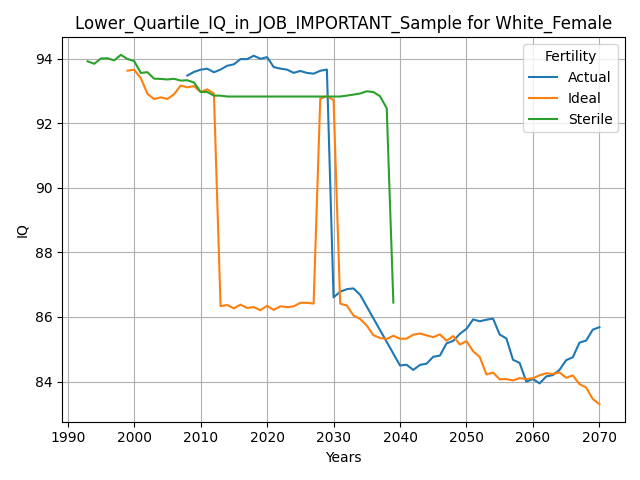 Lower_Quartile_IQ_in_JOB_IMPORTANT_Sample for White_Female
Fertility
Actual
Ideal
Sterile
94
92
90
88
86
84
IQ
1990 2000 2010 2020 2030 2040 2050 2060 2070
Years